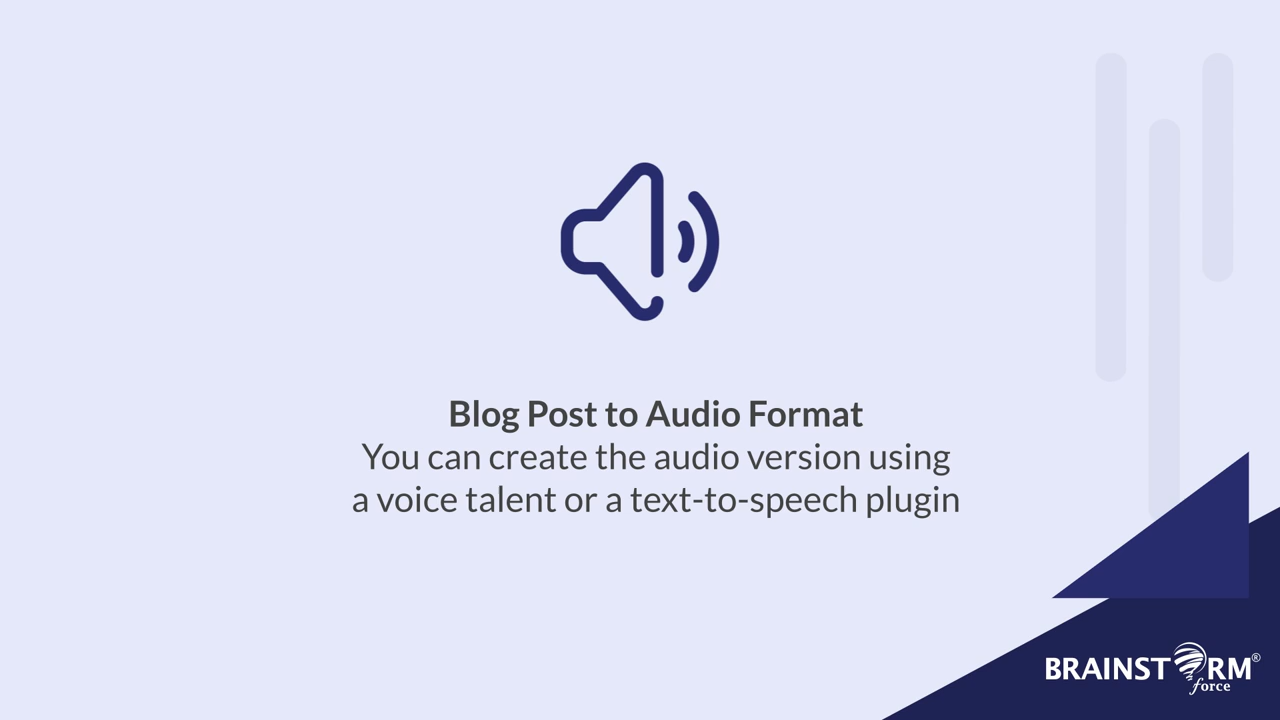 Blog Post to Audio Format
You can create the audio version using
a voice talent or a text-to-speech plugin
BRAINSTORM®
force